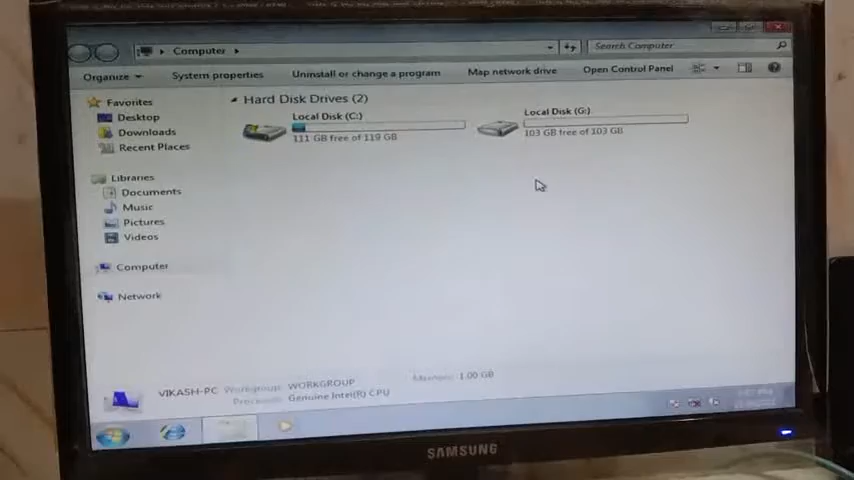 Computer
Search Computer
Organize
System properties
Uninstall or change a program
Map network drive
Open Control Panel
Favorites
Desktop
Downloads
Recent Places
Libraries
Documents
Music
Pictures
Videos
Computer
Network
Hard Disk Drives (2)
Local Disk (C:)
111 GB free of 119 GB
Local Disk (G:)
103 GB free of 103 GB
VIKASH-PC Workgroup: WORKGROUP Memory: 1.00 GB
Processor: Genuine Intel(R) CPU
SAMSUNG